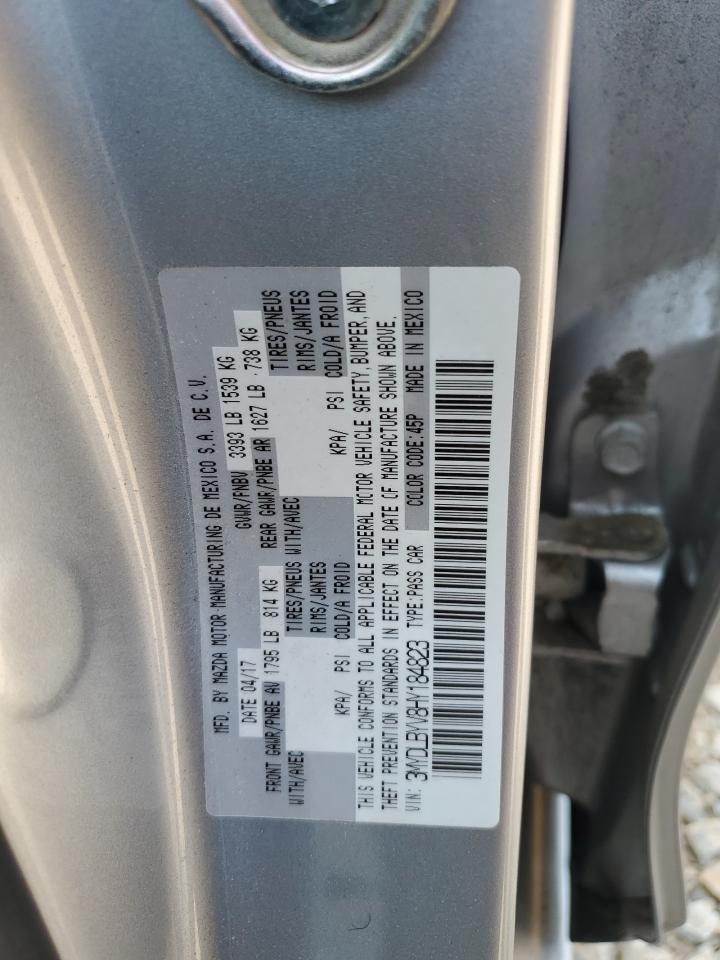 MFD. BY MAZDA MOTOR MANUFACTURING DE MEXICO S.A. DE C.V.
DATE 04/17 GVWR/PNBV 3393 LB 1539 KG
FRONT GAWR/PNBE AV 1795 LB 814 KG REAR GAWR/PNBE AR 1627 LB 738 KG
WITH/AVEC TIRES/PNEUS WITH/AVEC TIRES/PNEUS
RIMS/JANTES RIMS/JANTES
KPA/ PSI COLD/A FROID KPA/ PSI COLD/A FROID
THIS VEHICLE CONFORMS TO ALL APPLICABLE FEDERAL MOTOR VEHICLE SAFETY, BUMPER, AND
THEFT PREVENTION STANDARDS IN EFFECT ON THE DATE OF MANUFACTURE SHOWN ABOVE.
VIN: 3MYDLBYV8HY184823 TYPE:PASS CAR COLOR CODE:45P MADE IN MEXICO